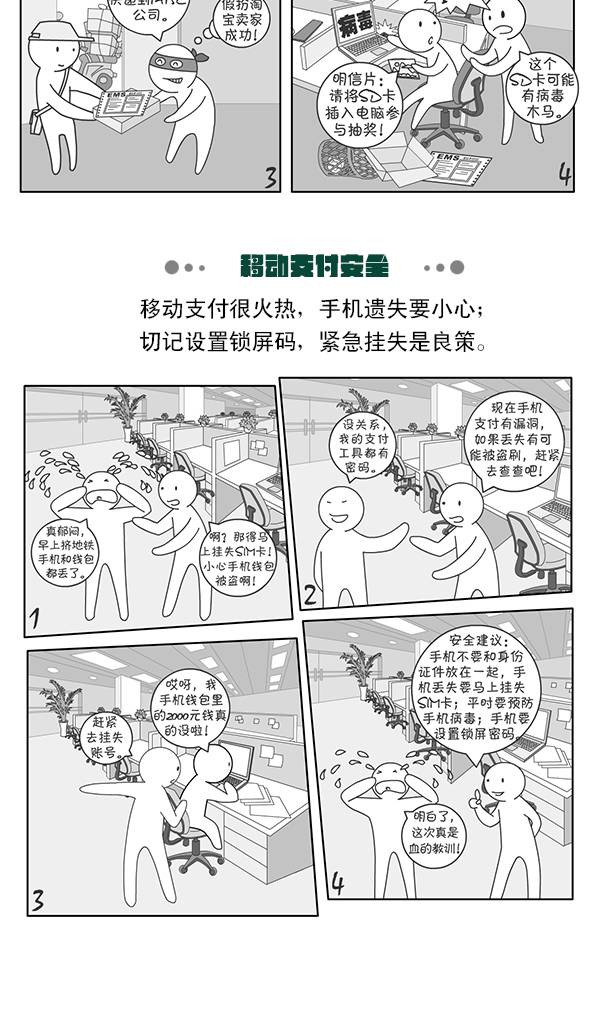 公司。
假扮淘
宝卖家
成功!
EMS
3
病毒
明信片:
请将SD卡
插入电脑参
与抽奖!
这个
SD卡可能
有病毒
木马。
EMS
4
移动支付安全
移动支付很火热,手机遗失要小心;
切记设置锁屏码,紧急挂失是良策。
真郁闷,
早上挤地铁
手机和钱包
都丢了。
啊?那得马
上挂失SIM卡!
小心手机钱包
被盗啊!
1
没关系,
我的支付
工具都有
密码。
现在手机
支付有漏洞,
如果丢失有可
能被盗刷,赶紧
去查查吧!
2
赶紧
去挂失
账号。
哎呀,我
手机钱包里
的2000元钱真
的没啦!
3
安全建议:
手机不要和身份
证件放在一起,手
机丢失要马上挂失
SIM卡;平时要预防
手机病毒;手机要
设置锁屏密码。
明白了,
这次真是
血的教训!
4